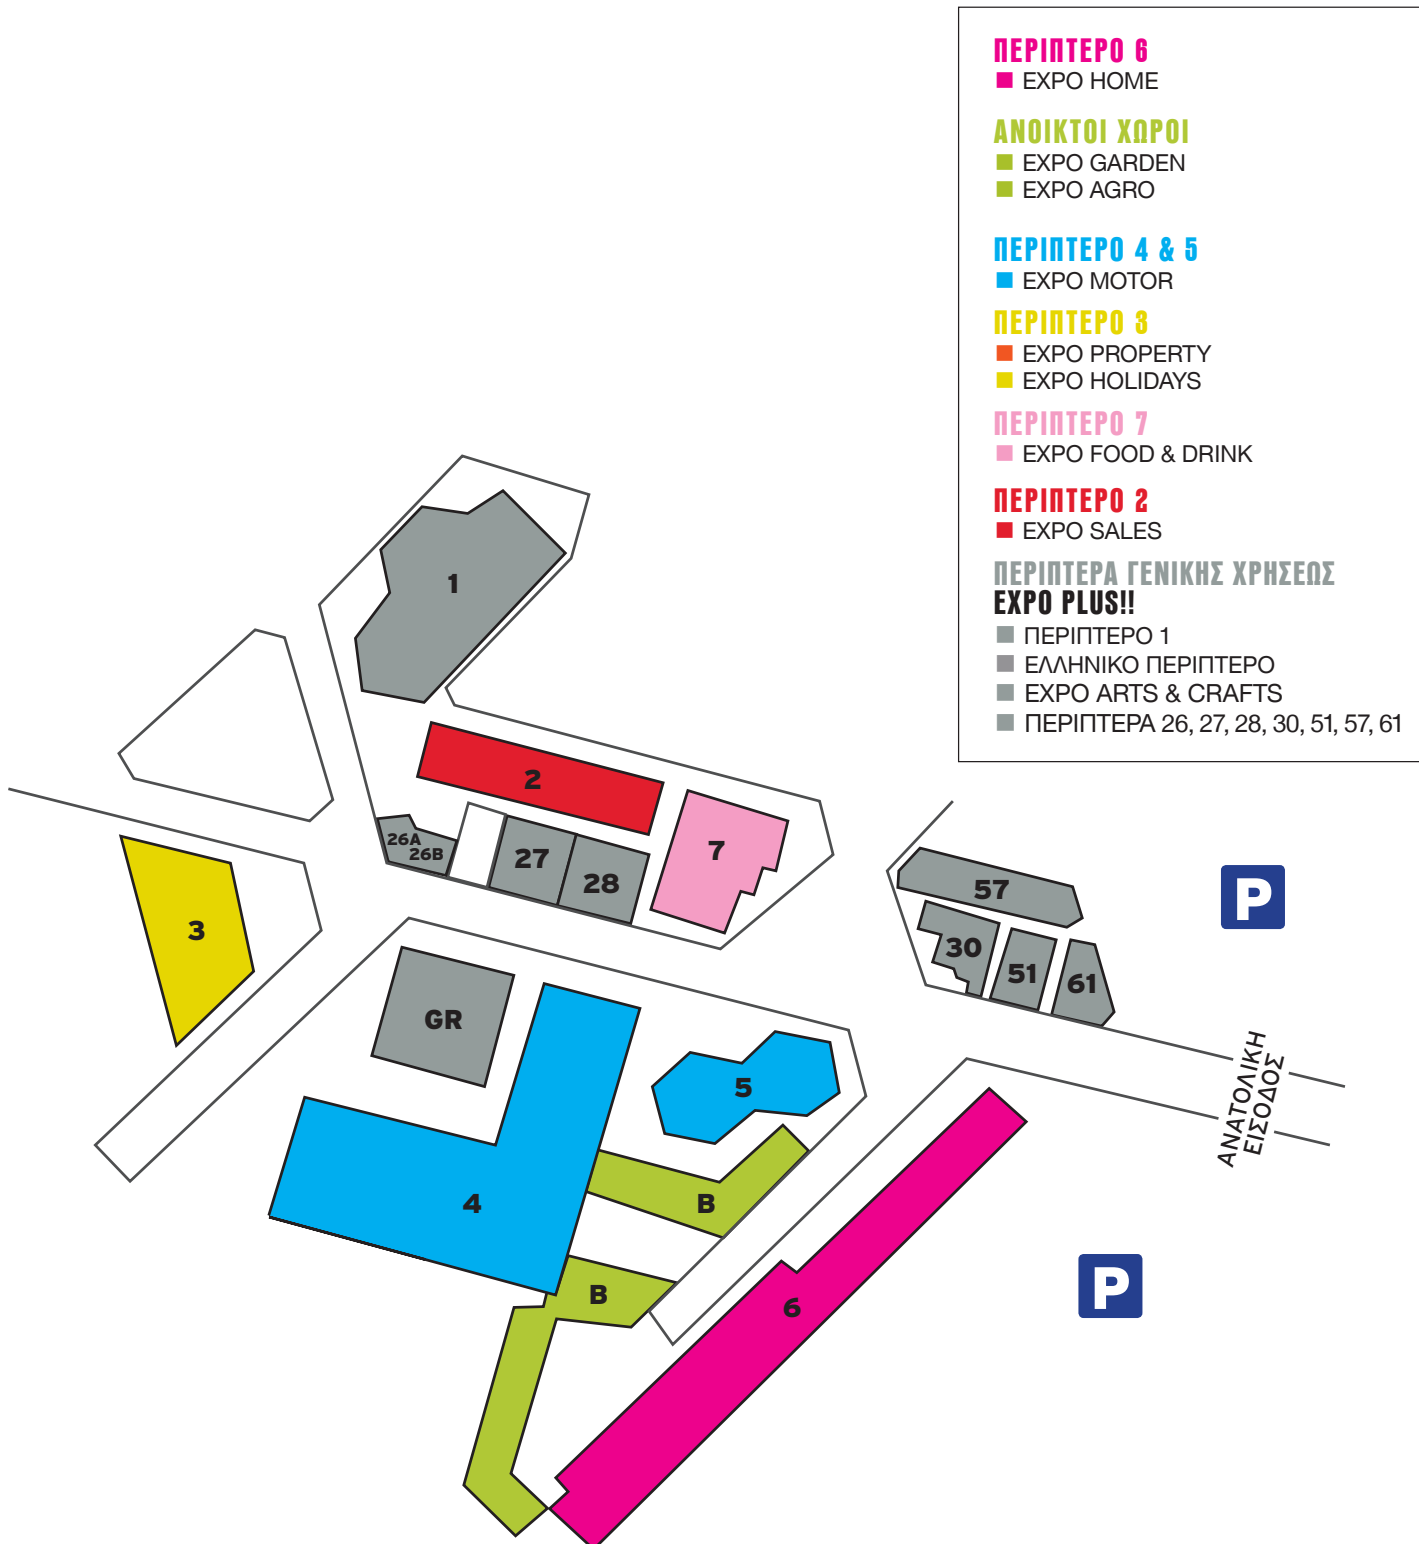 ΠΕΡΙΠΤΕΡΟ 6
EXPO HOME
ΑΝΟΙΚΤΟΙ ΧΩΡΟΙ
EXPO GARDEN
EXPO AGRO
ΠΕΡΙΠΤΕΡΟ 4 & 5
EXPO MOTOR
ΠΕΡΙΠΤΕΡΟ 3
EXPO PROPERTY
EXPO HOLIDAYS
ΠΕΡΙΠΤΕΡΟ 7
EXPO FOOD & DRINK
ΠΕΡΙΠΤΕΡΟ 2
EXPO SALES
ΠΕΡΙΠΤΕΡΑ ΓΕΝΙΚΗΣ ΧΡΗΣΕΩΣ
EXPO PLUS!!
ΠΕΡΙΠΤΕΡΟ 1
ΕΛΛΗΝΙΚΟ ΠΕΡΙΠΤΕΡΟ
EXPO ARTS & CRAFTS
ΠΕΡΙΠΤΕΡΑ 26, 27, 28, 30, 51, 57, 61
1
2
26A
26B
27
28
7
3
57
30
51
61
P
GR
5
4
B
B
6
ΑΝΑΤΟΛΙΚΗ
ΕΙΣΟΔΟΣ
P